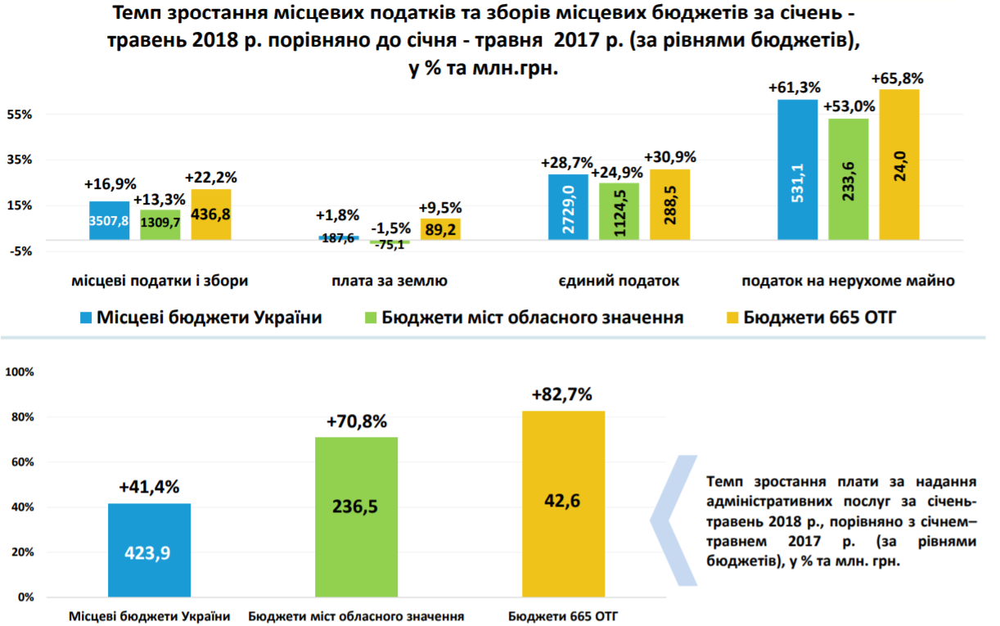 Темп зростання місцевих податків та зборів місцевих бюджетів за січень -
травень 2018 р. порівняно до січня - травня 2017 р. (за рівнями бюджетів),
у % та млн.грн.
55%
35%
15%
-5%
+16,9%
+13,3%
+22,2%
3507,8
1309,7
436,8
+1,8%
-1,5%
+9,5%
187,6
-75,1
89,2
+28,7%
+24,9%
+30,9%
2729,0
1124,5
288,5
+61,3%
+53,0%
+65,8%
531,1
233,6
24,0
місцеві податки і збори
плата за землю
єдиний податок
податок на нерухоме майно
Місцеві бюджети України
Бюджети міст обласного значення
Бюджети 665 ОТГ
100%
80%
60%
40%
20%
0%
+41,4%
+70,8%
+82,7%
423,9
236,5
42,6
Місцеві бюджети України
Бюджети міст обласного значення
Бюджети 665 ОТГ
Темп зростання плати за надання
адміністративних послуг за січень-
травень 2018 р., порівняно з січнем–
травнем 2017 р. (за рівнями
бюджетів), у % та млн. грн.